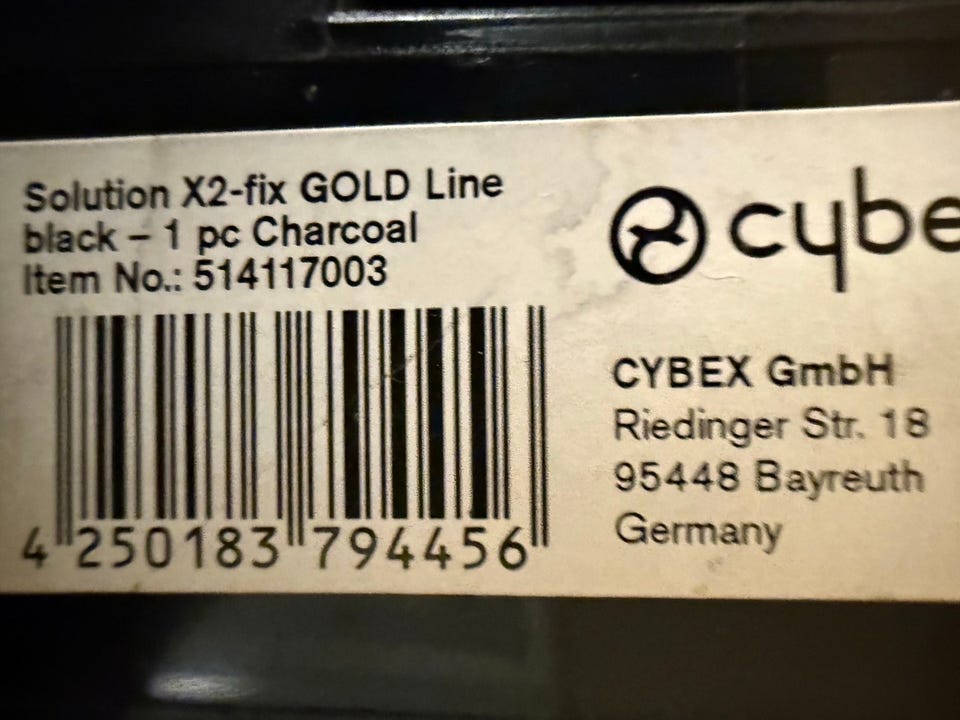 Solution X2-fix GOLD Line
black – 1 pc Charcoal
Item No.: 514117003
4 250183 794456
cybe
CYBEX GmbH
Riedinger Str. 18
95448 Bayreuth
Germany